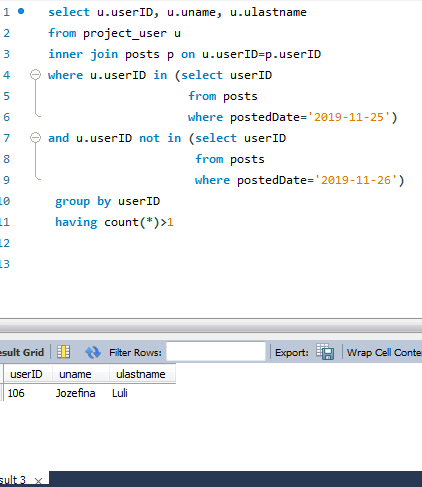 1 select u.userID, u.uname, u.ulastname
2 from project_user u
3 inner join posts p on u.userID=p.userID
4 where u.userID in (select userID
5 from posts
6 where postedDate='2019-11-25')
7 and u.userID not in (select userID
8 from posts
9 where postedDate='2019-11-26')
10 group by userID
11 having count(*)>1
12
13
esult Grid Filter Rows: Export: Wrap Cell Conte
userID uname ulastname
106 Jozefina Luli
sult 3 ×